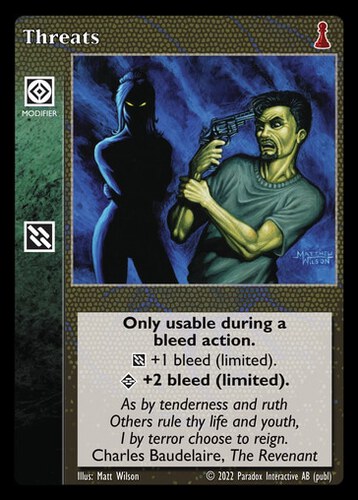 Threats
MODIFIER
MATTHEW
WILSON
Only usable during a
bleed action.
+1 bleed (limited).
+2 bleed (limited).
As by tenderness and ruth
Others rule thy life and youth,
I by terror choose to reign.
Charles Baudelaire, The Revenant
Illus: Matt Wilson © 2022 Paradox Interactive AB (publ)